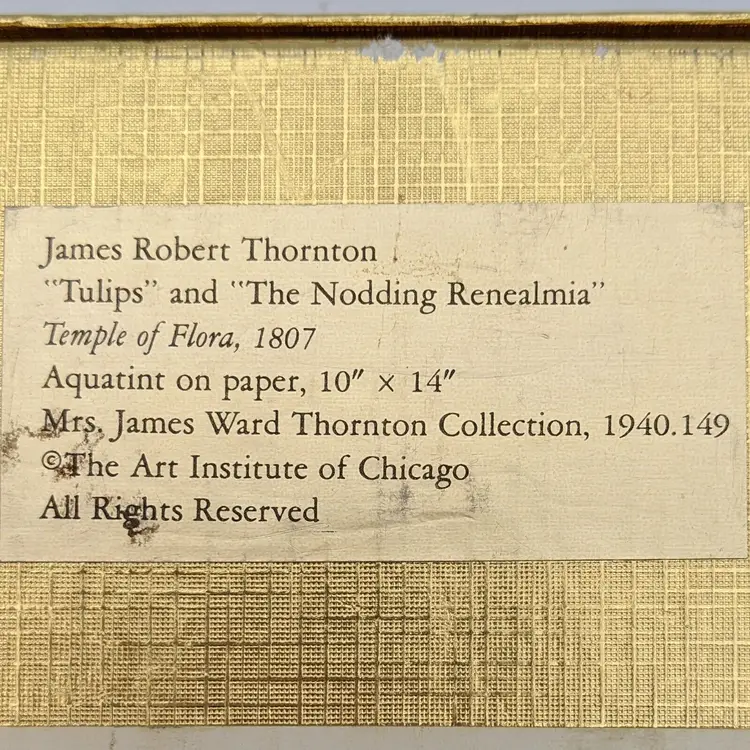 James Robert Thornton
“Tulips” and “The Nodding Renealmia”
Temple of Flora, 1807
Aquatint on paper, 10″ × 14″
Mrs. James Ward Thornton Collection, 1940.149
©The Art Institute of Chicago
All Rights Reserved